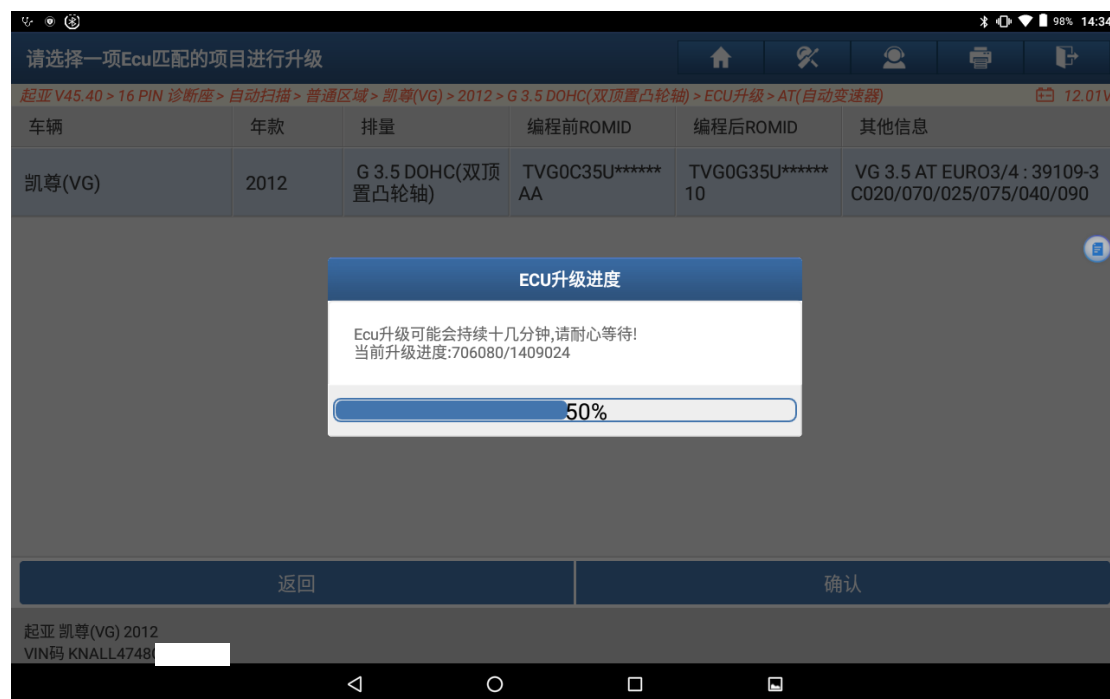 98% 14:34
请选择一项Ecu匹配的项目进行升级
起亚 V45.40 > 16 PIN 诊断座 > 自动扫描 > 普通区域 > 凯尊(VG) > 2012 > G 3.5 DOHC(双顶置凸轮轴) > ECU升级 > AT(自动变速器) 12.01V
车辆 年款 排量 编程前ROMID 编程后ROMID 其他信息
凯尊(VG) 2012 G 3.5 DOHC(双顶 TVG0C35U****** TVG0G35U****** VG 3.5 AT EURO3/4 : 39109-3
置凸轮轴) AA 10 C020/070/025/075/040/090
ECU升级进度
Ecu升级可能会持续十几分钟,请耐心等待!
当前升级进度:706080/1409024
50%
返回 确认
起亚 凯尊(VG) 2012
VIN码 KNALL4748